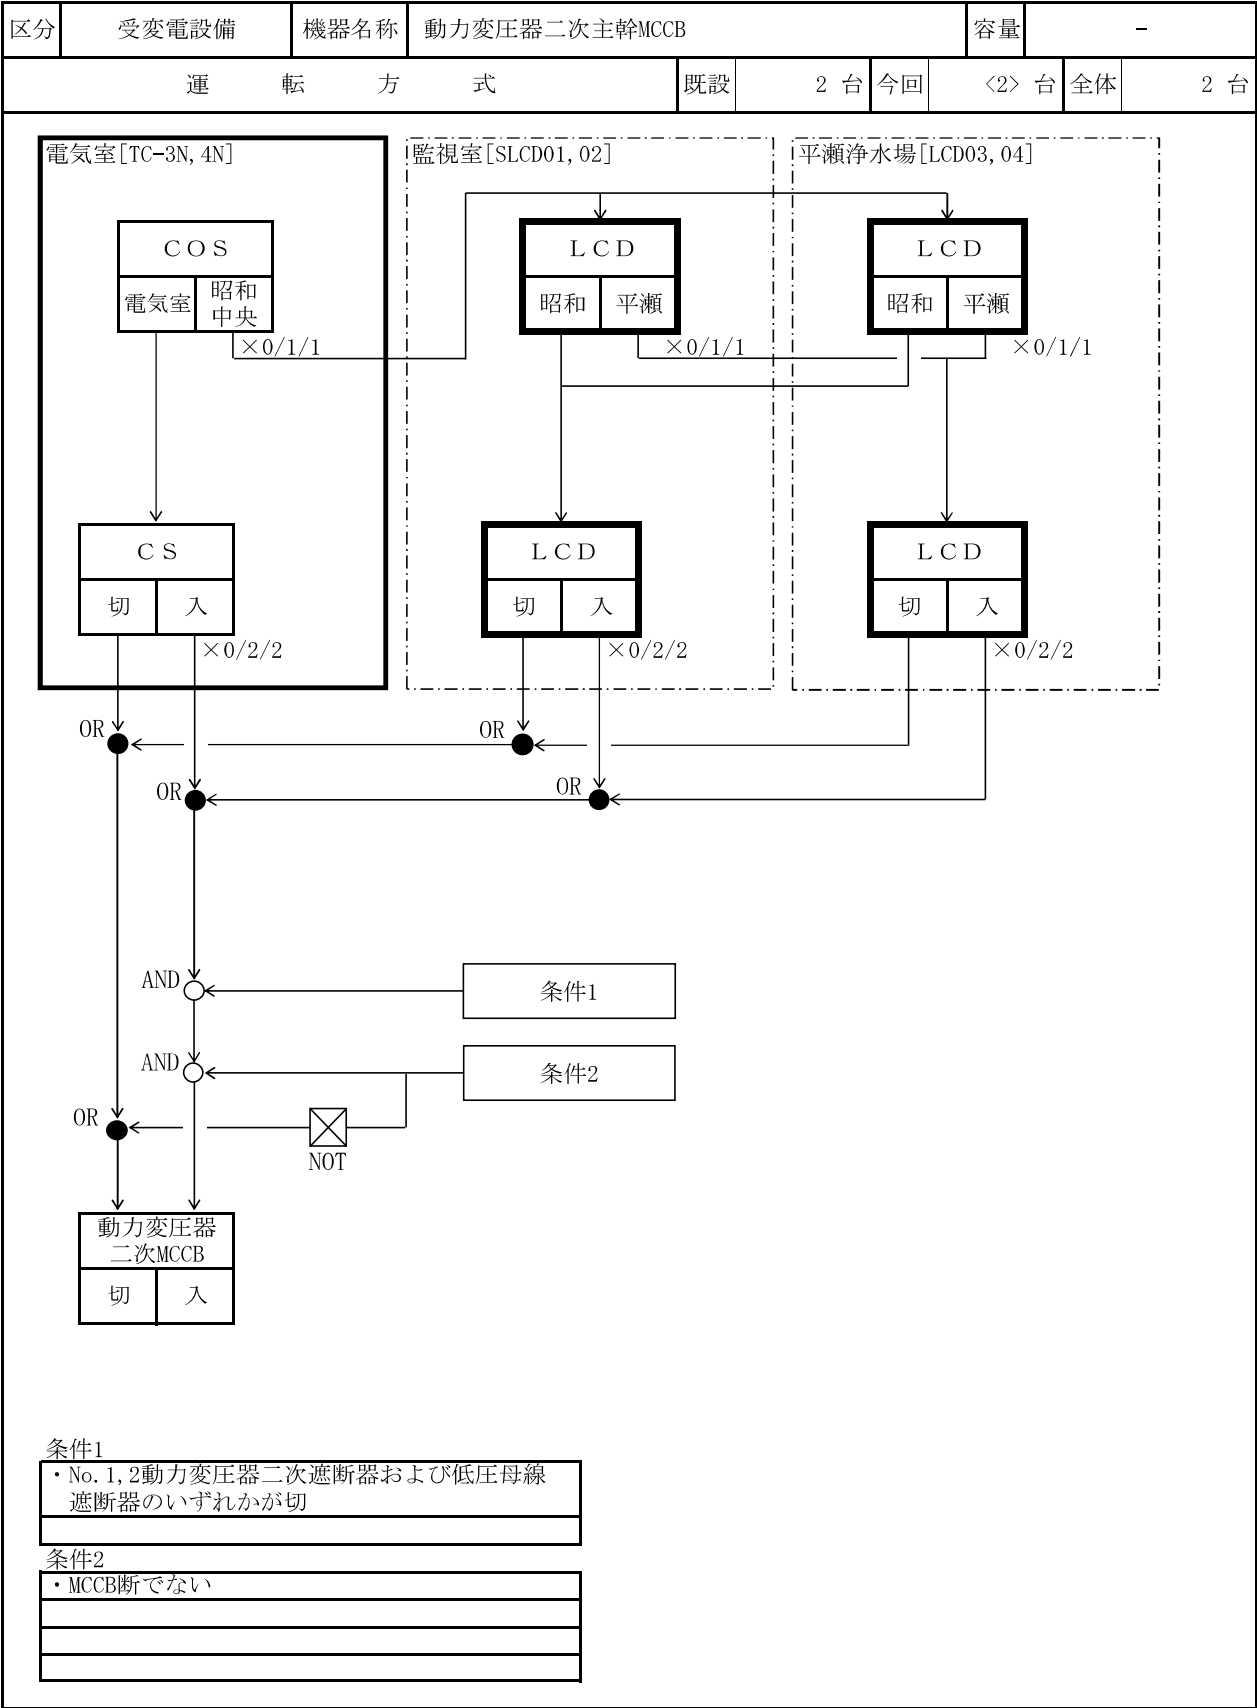 区分 受変電設備 機器名称 動力変圧器二次主幹MCCB 容量 －
運 転 方 式 既設 2 台 今回 <2> 台 全体 2 台
電気室[TC-3N,4N] 監視室[SLCD01,02] 平瀬浄水場[LCD03,04]
ＣＯＳ ＬＣＤ ＬＣＤ
電気室 昭和 昭和 平瀬 昭和 平瀬
中央
×0/1/1 ×0/1/1 ×0/1/1
ＣＳ ＬＣＤ ＬＣＤ
切 入 切 入 切 入
×0/2/2 ×0/2/2 ×0/2/2
OR OR
OR OR
AND 条件1
AND 条件2
OR
NOT
動力変圧器
二次MCCB
切 入
条件1
・No.1,2動力変圧器二次遮断器および低圧母線
遮断器のいずれかが切
条件2
・MCCB断でない